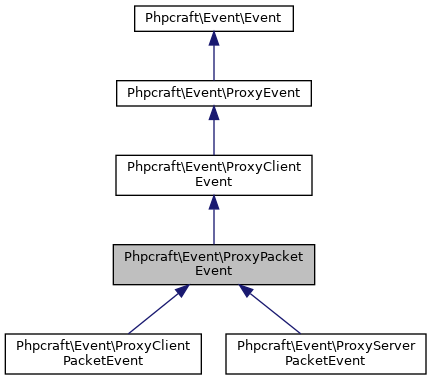 Phpcraft\Event\Event
Phpcraft\Event\ProxyEvent
Phpcraft\Event\ProxyClient
Event
Phpcraft\Event\ProxyPacket
Event
Phpcraft\Event\ProxyClient
PacketEvent
Phpcraft\Event\ProxyServer
PacketEvent